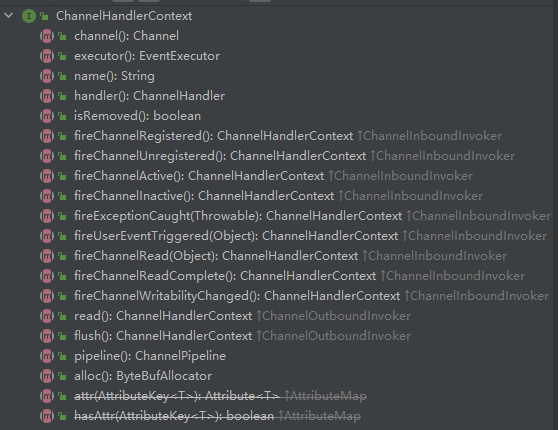 ChannelHandlerContext
channel(): Channel
executor(): EventExecutor
name(): String
handler(): ChannelHandler
isRemoved(): boolean
fireChannelRegistered(): ChannelHandlerContext ↑ChannelInboundInvoker
fireChannelUnregistered(): ChannelHandlerContext ↑ChannelInboundInvoker
fireChannelActive(): ChannelHandlerContext ↑ChannelInboundInvoker
fireChannelInactive(): ChannelHandlerContext ↑ChannelInboundInvoker
fireExceptionCaught(Throwable): ChannelHandlerContext ↑ChannelInboundInvoker
fireUserEventTriggered(Object): ChannelHandlerContext ↑ChannelInboundInvoker
fireChannelRead(Object): ChannelHandlerContext ↑ChannelInboundInvoker
fireChannelReadComplete(): ChannelHandlerContext ↑ChannelInboundInvoker
fireChannelWritabilityChanged(): ChannelHandlerContext ↑ChannelInboundInvoker
read(): ChannelHandlerContext ↑ChannelOutboundInvoker
flush(): ChannelHandlerContext ↑ChannelOutboundInvoker
pipeline(): ChannelPipeline
alloc(): ByteBufAllocator
attr(AttributeKey<T>): Attribute<T> ↑AttributeMap
hasAttr(AttributeKey<T>): boolean ↑AttributeMap